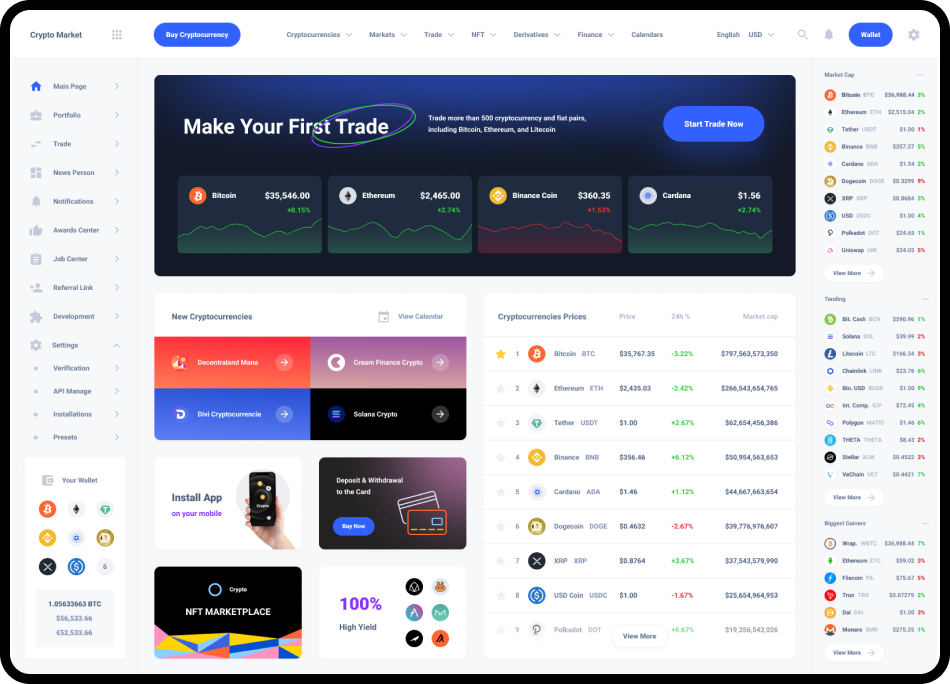 Crypto Market
Buy Cryptocurrency
Cryptocurrencies
Markets
Trade
NFT
Derivatives
Finance
Calendars
English
USD
Wallet
Main Page
Portfolio
Trade
News Person
Notifications
Awards Center
Job Center
Referral Link
Development
Settings
Verification
API Manage
Installations
Presets
Your Wallet
6
1.05633663 BTC
$56,533.66
€52,533.66
Make Your First Trade
Trade more than 500 cryptocurrency and fiat pairs,
including Bitcoin, Ethereum, and Litecoin
Start Trade Now
Bitcoin $35,546.00
+0.15%
Ethereum $2,465.00
+2.74%
Binance Coin $360.35
+1.53%
Cardana $1.56
+2.74%
New Cryptocurrencies
View Calendar
Decentraland Mana
Cream Finance Crypto
Divi Cryptocurrencie
Solana Crypto
Install App
on your mobile
Crypto
Deposit & Withdrawal
to the Card
Buy Now
Crypto
NFT MARKETPLACE
100%
High Yield
Cryptocurrencies Prices Price 24h % Market cap
1 Bitcoin BTC $35,767.35 -3.22% $797,563,573,350
2 Ethereum ETH $2,435.03 -2.42% $266,543,654,765
3 Tether USDT $1.00 +2.67% $62,654,456,386
4 Binance BNB $356.46 +6.12% $50,954,563,653
5 Cardano ADA $1.46 +1.12% $44,667,663,654
6 Dogecoin DOGE $0.4632 -2.67% $39,776,976,607
7 XRP XRP $0.8764 +3.67% $37,543,579,990
8 USD Coin USDC $1.00 -1.67% $25,654,964,953
9 Polkadot DOT +6.67% $19,356,543,026
View More
Market Cap
Bitcoin BTC $36,988.44 3%
Ethereum ETH $2,515.04 2%
Tether USDT $1.00 1%
Binance BNB $357.37 5%
Cardano ADA $1.54 2%
Dogecoin DOGE $0.3299 9%
XRP XRP $0.8684 3%
USD USDC $1.00 4%
Polkadot DOT $24.65 1%
Uniswap UNI $24.05 5%
View More
Tending
Bit. Cash BCH $590.96 1%
Solana SOL $39.99 2%
Litecoin LTC $166.34 3%
Chainlink LINK $23.76 6%
Bin. USD BUSD $1.00 9%
Int. Comp. ICP $72.45 4%
Polygon MATIC $1.46 6%
THETA THETA $8.43 2%
Stellar XLM $0.4522 3%
VeChain VET $0.4421 7%
View More
Biggest Gainers
Wrap. WBTC $36,988.44 7%
Ethereum ETC $59.02 3%
Filecoin FIL $75.67 5%
Tron TRX $0.07279 2%
Dai DAI $1.00 3%
Monero XMR $275.25 1%
View More